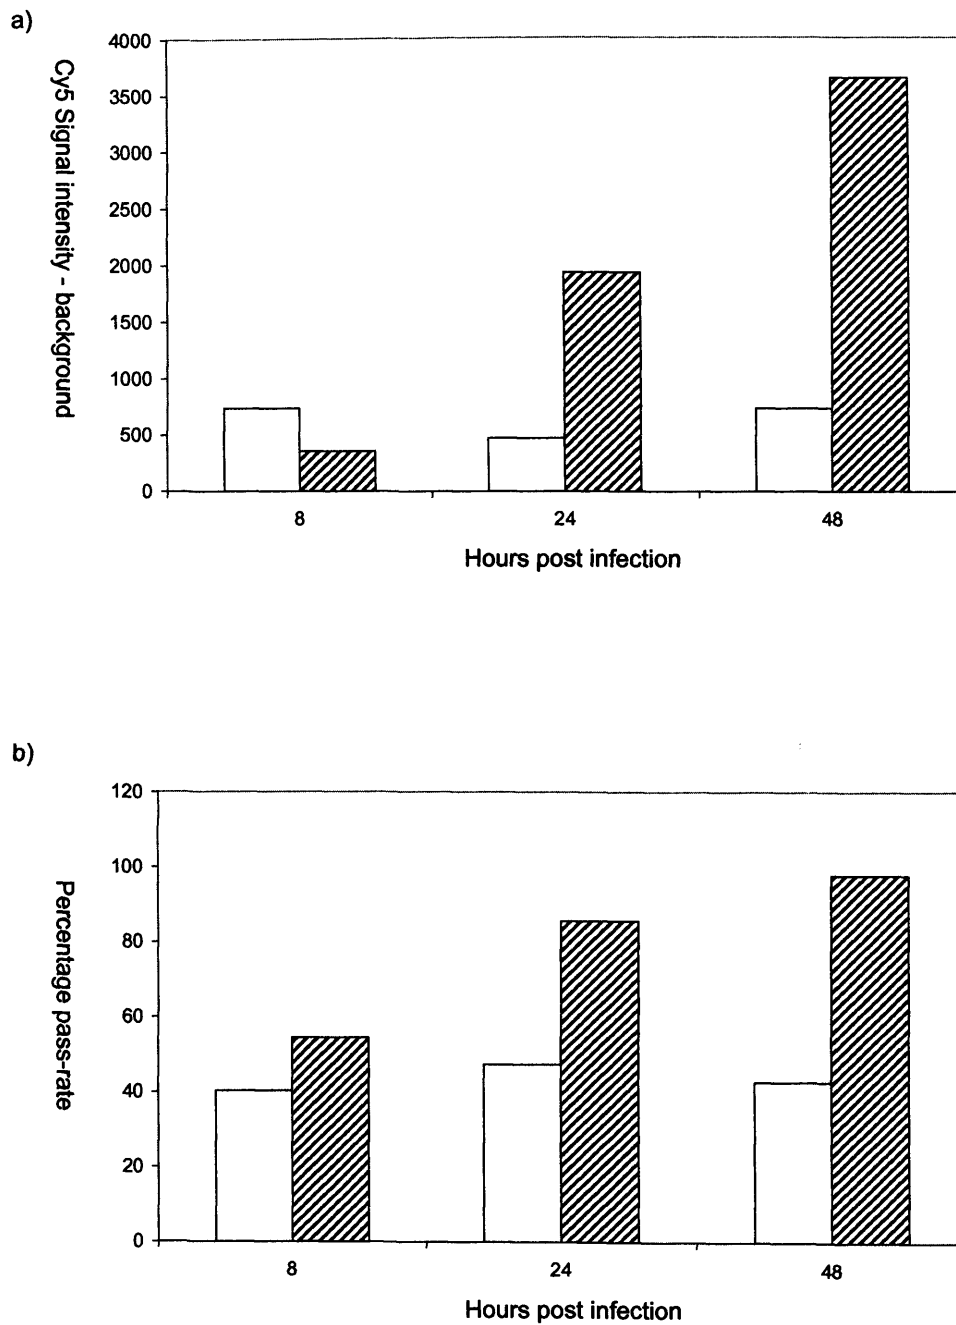 a)
Cy5 Signal intensity - background
4000
3500
3000
2500
2000
1500
1000
500
0
8 24 48
Hours post infection
b)
Percentage pass-rate
120
100
80
60
40
20
0
8 24 48
Hours post infection